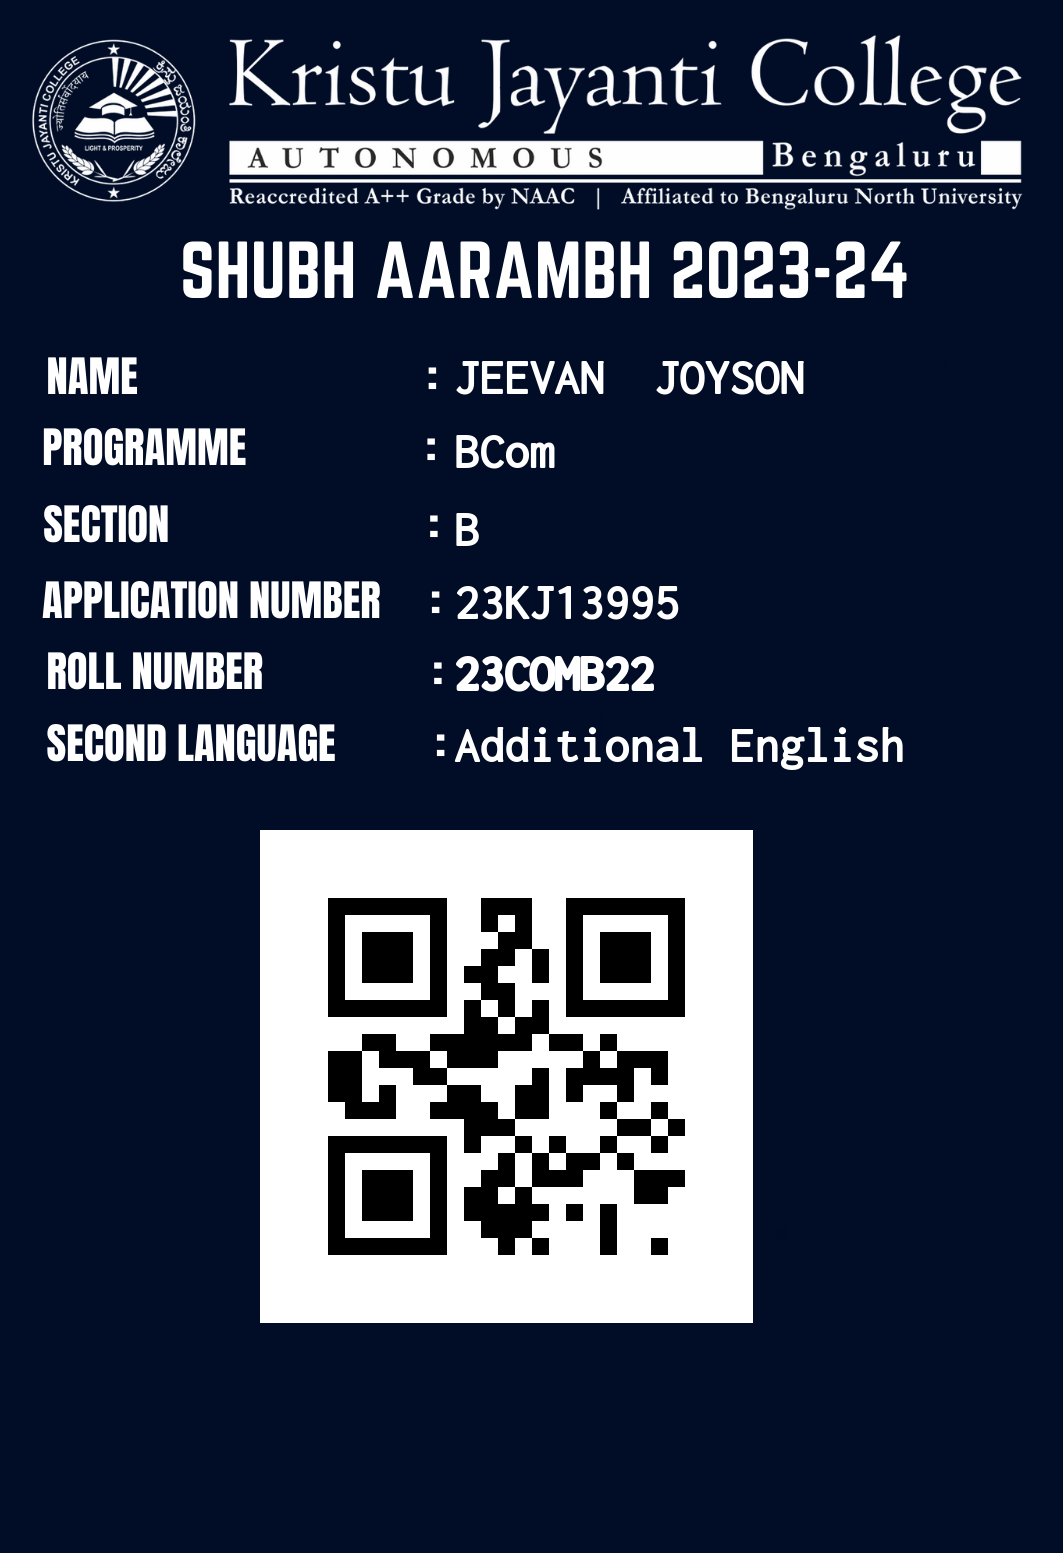 KRISTU JAYANTI COLLEGE
ಕ್ರಿಸ್ತು ಜಯಂತಿ ಕಾಲೇಜು
LIGHT & PROSPERITY
Kristu Jayanti College
AUTONOMOUS Bengaluru
Reaccredited A++ Grade by NAAC | Affiliated to Bengaluru North University
SHUBH AARAMBH 2023-24
NAME : JEEVAN JOYSON
PROGRAMME : BCom
SECTION : B
APPLICATION NUMBER : 23KJ13995
ROLL NUMBER : 23COMB22
SECOND LANGUAGE : Additional English